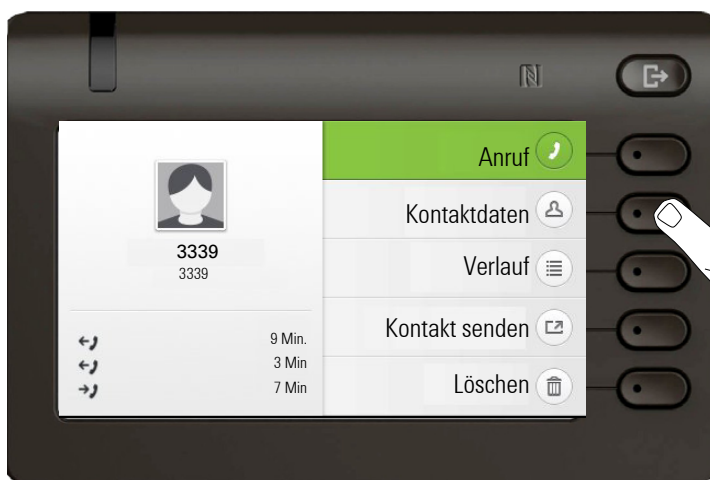 3339
3339
9 Min.
3 Min
7 Min
Anruf
Kontaktdaten
Verlauf
Kontakt senden
Löschen